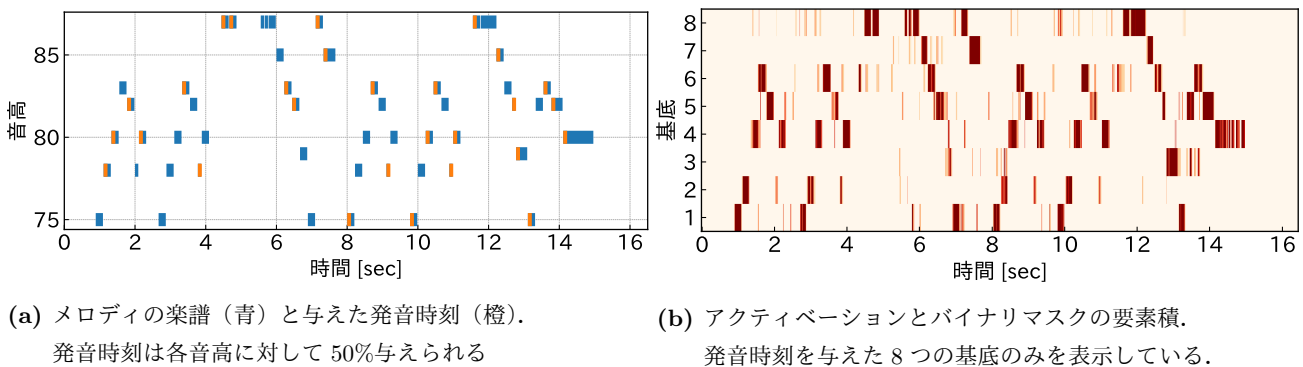 85
80
75
音高
0 2 4 6 8 10 12 14 16
時間 [sec]
8
7
6
5
4
3
2
1
基底
0 2 4 6 8 10 12 14 16
時間 [sec]
(a) メロディの楽譜（青）と与えた発音時刻（橙）．
発音時刻は各音高に対して 50%与えられる
(b) アクティベーションとバイナリマスクの要素積．
発音時刻を与えた 8 つの基底のみを表示している．